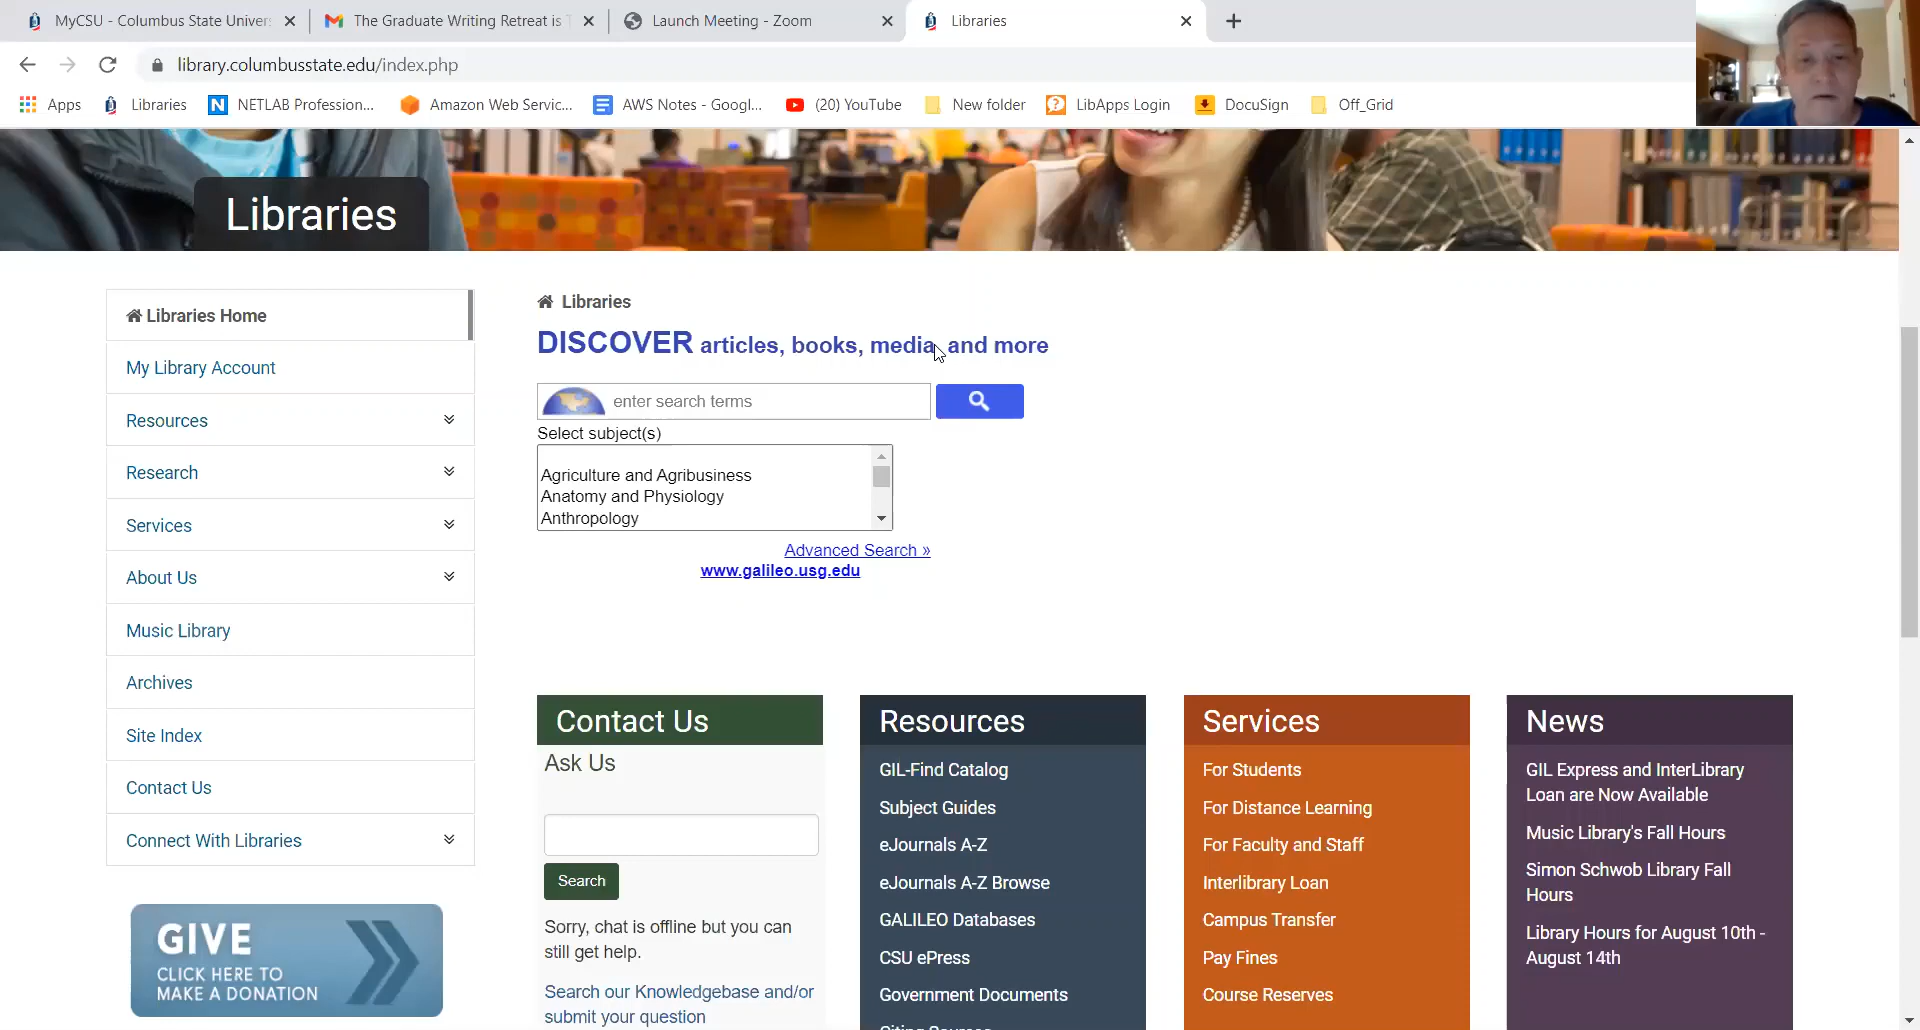 MyCSU - Columbus State Univers
The Graduate Writing Retreat is T
Launch Meeting - Zoom
Libraries
library.columbusstate.edu/index.php
Apps
Libraries
NETLAB Profession...
Amazon Web Servic...
AWS Notes - Googl...
(20) YouTube
New folder
LibApps Login
DocuSign
Off_Grid
Libraries
Libraries Home
My Library Account
Resources
Research
Services
About Us
Music Library
Archives
Site Index
Contact Us
Connect With Libraries
GIVE
CLICK HERE TO
MAKE A DONATION
Libraries
DISCOVER articles, books, media, and more
enter search terms
Select subject(s)
Agriculture and Agribusiness
Anatomy and Physiology
Anthropology
Advanced Search »
www.galileo.usg.edu
Contact Us
Ask Us
Search
Sorry, chat is offline but you can
still get help.
Search our Knowledgebase and/or
submit your question
Resources
GIL-Find Catalog
Subject Guides
eJournals A-Z
eJournals A-Z Browse
GALILEO Databases
CSU ePress
Government Documents
Citing Sources
Services
For Students
For Distance Learning
For Faculty and Staff
Interlibrary Loan
Campus Transfer
Pay Fines
Course Reserves
News
GIL Express and InterLibrary
Loan are Now Available
Music Library's Fall Hours
Simon Schwob Library Fall
Hours
Library Hours for August 10th -
August 14th